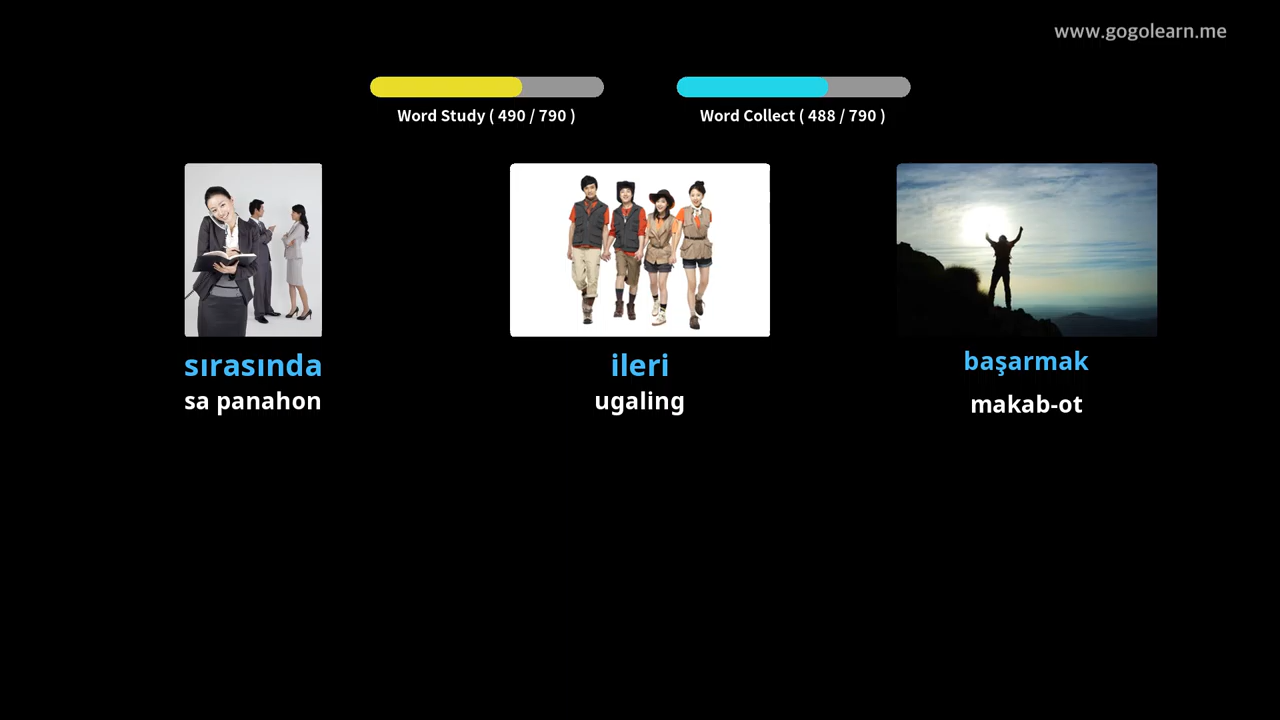 www.gogolearn.me
Word Study ( 490 / 790 )
Word Collect ( 488 / 790 )
sırasında
sa panahon
ileri
ugaling
başarmak
makab-ot